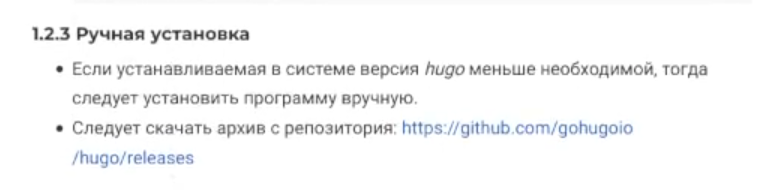 1.2.3 Ручная установка
• Если устанавливаемая в системе версия hugo меньше необходимой, тогда
следует установить программу вручную.
• Следует скачать архив с репозитория: https://github.com/gohugoio
/hugo/releases